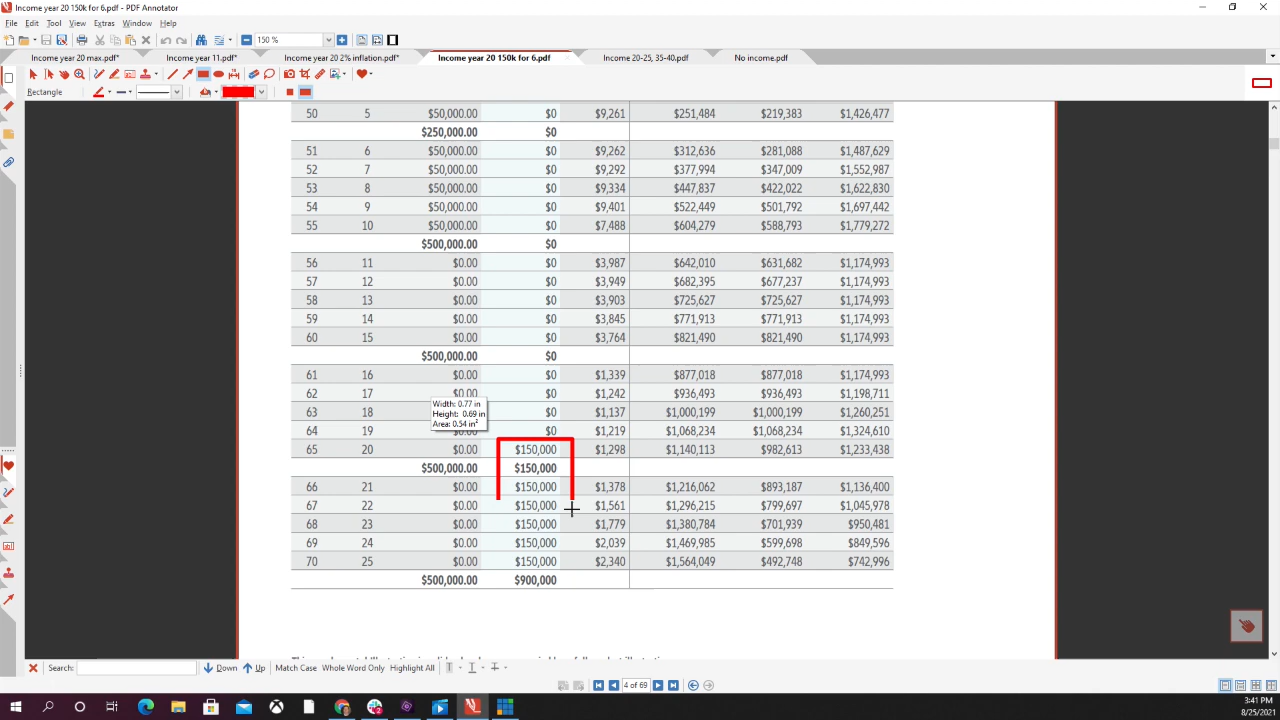 Income year 20 150k for 6.pdf - PDF Annotator
File Edit Tool View Extras Window Help
150 %
Income year 20 max.pdf* Income year 11.pdf* Income year 20 2% inflation.pdf* Income year 20 150k for 6.pdf Income 20-25, 35-40.pdf No income.pdf
Rectangle
50 5 $50,000.00 $0 $9,261 $251,484 $219,383 $1,426,477
$250,000.00 $0
51 6 $50,000.00 $0 $9,262 $312,636 $281,088 $1,487,629
52 7 $50,000.00 $0 $9,292 $377,994 $347,009 $1,552,987
53 8 $50,000.00 $0 $9,334 $447,837 $422,022 $1,622,830
54 9 $50,000.00 $0 $9,401 $522,449 $501,792 $1,697,442
55 10 $50,000.00 $0 $7,488 $604,279 $588,793 $1,779,272
$500,000.00 $0
56 11 $0.00 $0 $3,987 $642,010 $631,682 $1,174,993
57 12 $0.00 $0 $3,949 $682,395 $677,237 $1,174,993
58 13 $0.00 $0 $3,903 $725,627 $725,627 $1,174,993
59 14 $0.00 $0 $3,845 $771,913 $771,913 $1,174,993
60 15 $0.00 $0 $3,764 $821,490 $821,490 $1,174,993
$500,000.00 $0
61 16 $0.00 $0 $1,339 $877,018 $877,018 $1,174,993
62 17 $0.00 $0 $1,242 $936,493 $936,493 $1,198,711
63 18 $0 $1,137 $1,000,199 $1,000,199 $1,260,251
64 19 $0.00 $0 $1,219 $1,068,234 $1,068,234 $1,324,610
Width: 0.77 in
Height: 0.69 in
Area: 0.54 in²
65 20 $0.00 $150,000 $1,298 $1,140,113 $982,613 $1,233,438
$500,000.00 $150,000
66 21 $0.00 $150,000 $1,378 $1,216,062 $893,187 $1,136,400
67 22 $0.00 $150,000 $1,561 $1,296,215 $799,697 $1,045,978
68 23 $0.00 $150,000 $1,779 $1,380,784 $701,939 $950,481
69 24 $0.00 $150,000 $2,039 $1,469,985 $599,698 $849,596
70 25 $0.00 $150,000 $2,340 $1,564,049 $492,748 $742,996
$500,000.00 $900,000
Search: Down Up Match Case Whole Word Only Highlight All
4 of 69
3:41 PM
8/25/2021